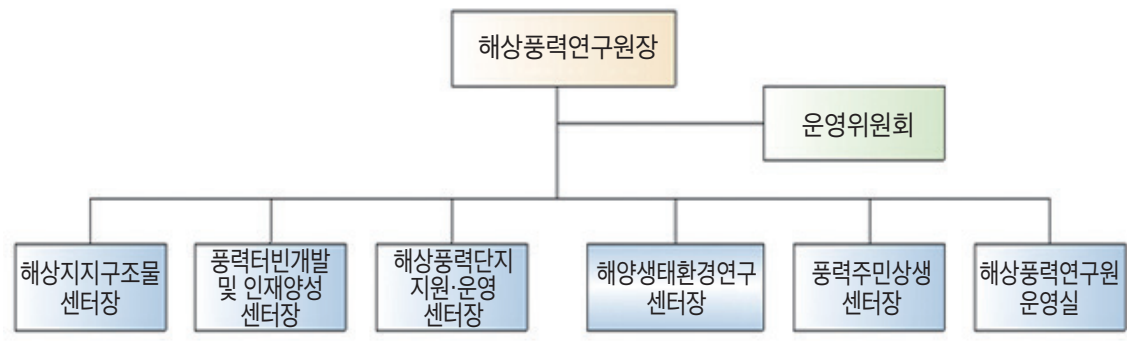 해상풍력연구원장
운영위원회
해상지지구조물
센터장
풍력터빈개발
및 인재양성
센터장
해상풍력단지
지원·운영
센터장
해양생태환경연구
센터장
풍력주민상생
센터장
해상풍력연구원
운영실